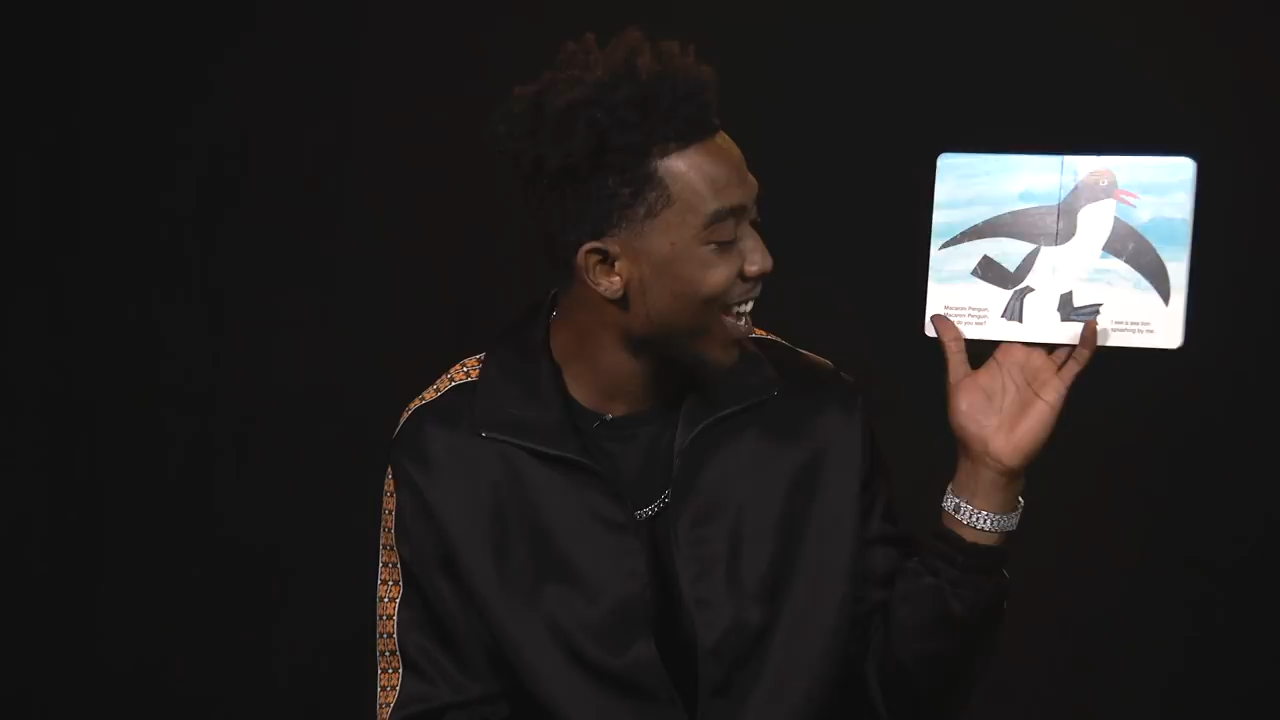 Macaroni Penguin,
Macaroni Penguin,
do you see?
I see a sea lion
splashing by me.